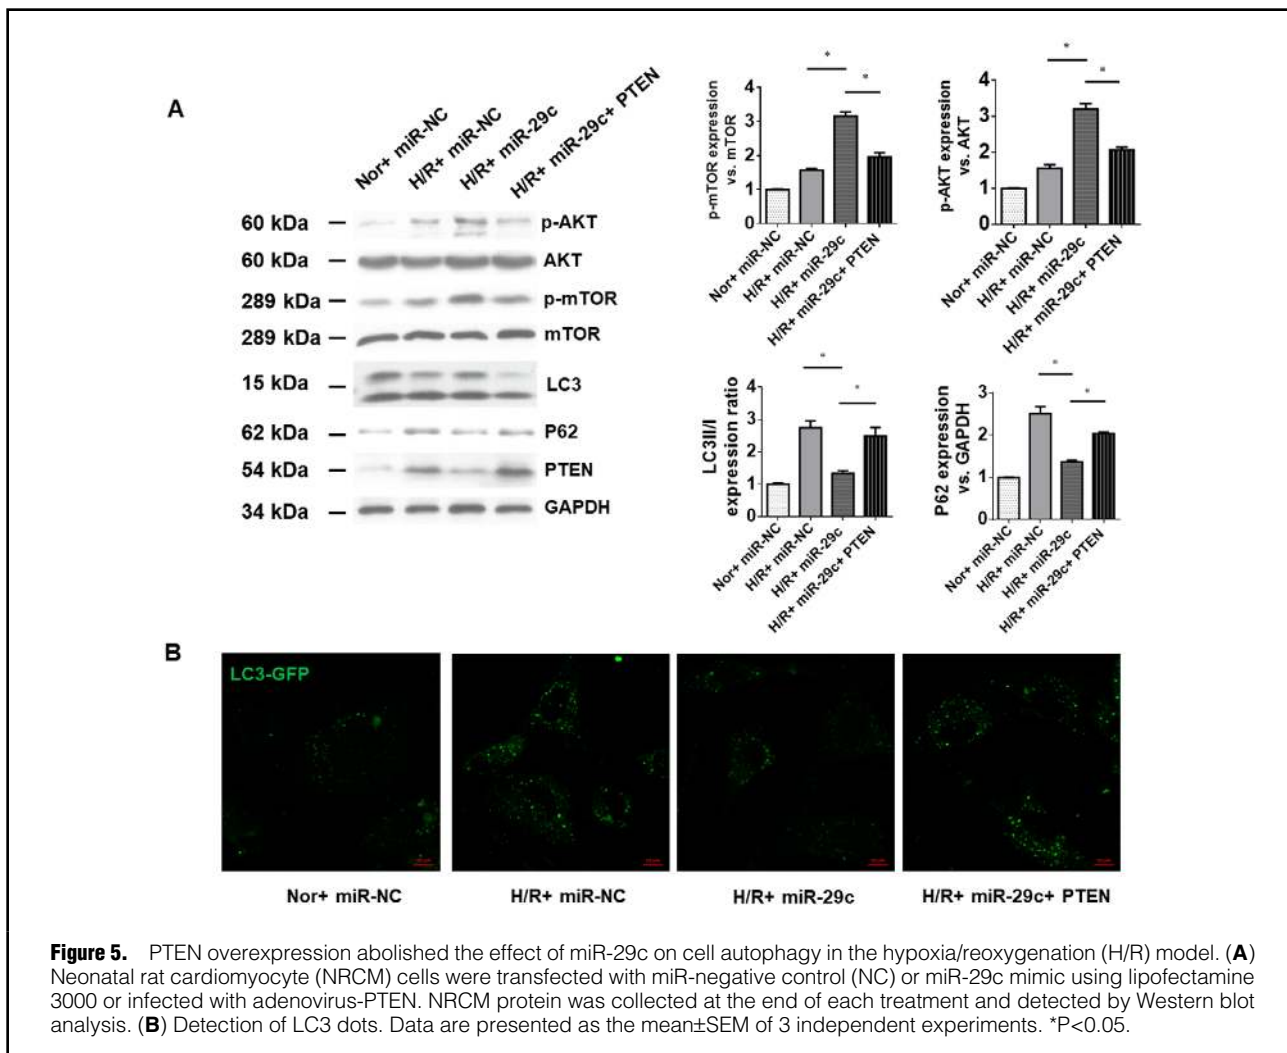 A
Nor+ miR-NC
H/R+ miR-NC
H/R+ miR-29c
H/R+ miR-29c+ PTEN
60 kDa
p-AKT
60 kDa
AKT
289 kDa
p-mTOR
289 kDa
mTOR
15 kDa
LC3
62 kDa
P62
54 kDa
PTEN
34 kDa
GAPDH
p-mTOR expression
vs. mTOR
4
3
2
1
0
*
*
Nor+ miR-NC
H/R+ miR-NC
H/R+ miR-29c
H/R+ miR-29c+ PTEN
p-AKT expression
vs. AKT
4
3
2
1
0
*
*
Nor+ miR-NC
H/R+ miR-NC
H/R+ miR-29c
H/R+ miR-29c+ PTEN
LC3II/I
expression ratio
4
3
2
1
0
*
*
Nor+ miR-NC
H/R+ miR-NC
H/R+ miR-29c
H/R+ miR-29c+ PTEN
P62 expression
vs. GAPDH
3
2
1
0
*
*
Nor+ miR-NC
H/R+ miR-NC
H/R+ miR-29c
H/R+ miR-29c+ PTEN
B
LC3-GFP
Nor+ miR-NC
H/R+ miR-NC
H/R+ miR-29c
H/R+ miR-29c+ PTEN
Figure 5. PTEN overexpression abolished the effect of miR-29c on cell autophagy in the hypoxia/reoxygenation (H/R) model. (A)
Neonatal rat cardiomyocyte (NRCM) cells were transfected with miR-negative control (NC) or miR-29c mimic using lipofectamine
3000 or infected with adenovirus-PTEN. NRCM protein was collected at the end of each treatment and detected by Western blot
analysis. (B) Detection of LC3 dots. Data are presented as the mean±SEM of 3 independent experiments. *P<0.05.